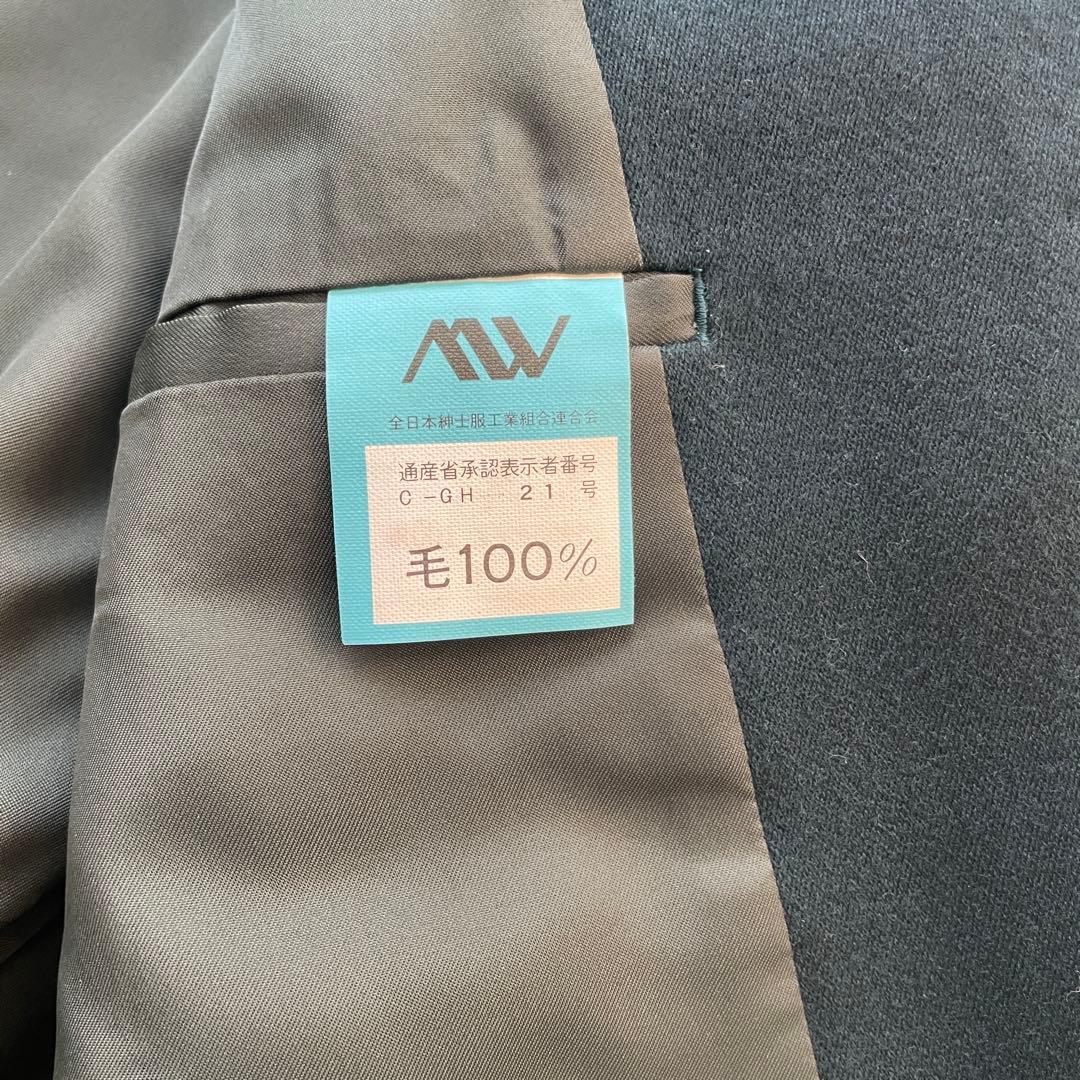 MW
全日本紳士服工業組合連合会
通産省承認表示者番号
C-GH 21 号
毛100%